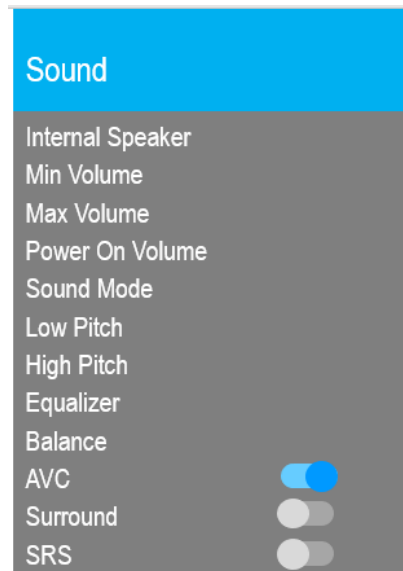 Sound
Internal Speaker
Min Volume
Max Volume
Power On Volume
Sound Mode
Low Pitch
High Pitch
Equalizer
Balance
AVC
Surround
SRS